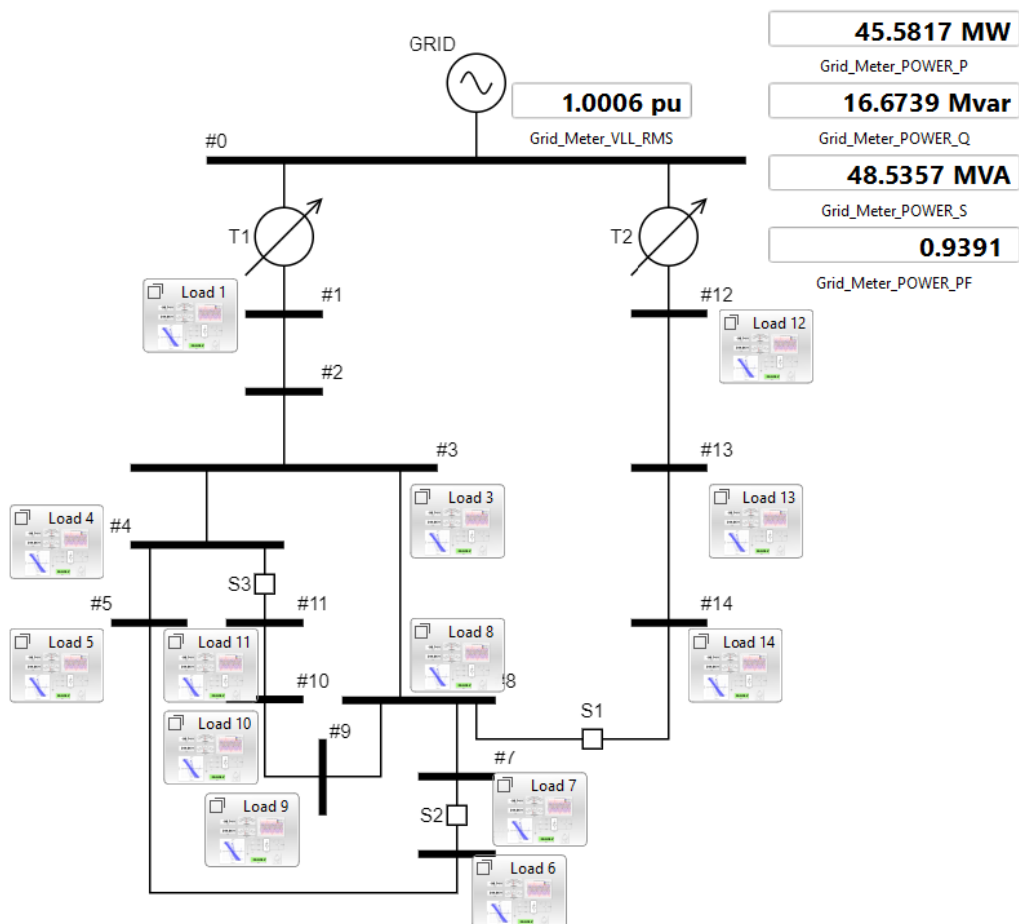 GRID
45.5817 MW
Grid_Meter_POWER_P
1.0006 pu
Grid_Meter_VLL_RMS
16.6739 Mvar
Grid_Meter_POWER_Q
#0
48.5357 MVA
Grid_Meter_POWER_S
T1
T2
0.9391
Grid_Meter_POWER_PF
Load 1
#1
#12
Load 12
#2
#3
#13
Load 3
Load 13
Load 4
#4
S3
#5
#11
#14
Load 5
Load 11
Load 8
Load 14
#10
#8
Load 10
#9
S1
#7
Load 9
Load 7
S2
Load 6